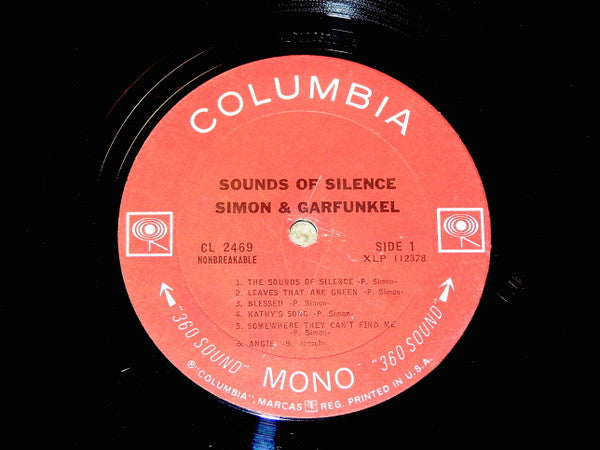 COLUMBIA
SOUNDS OF SILENCE
SIMON & GARFUNKEL
CL 2469
NONBREAKABLE
SIDE 1
XLP 112378
1. THE SOUNDS OF SILENCE -P. Simon-
2. LEAVES THAT ARE GREEN -P. Simon-
3. BLESSED -P. Simon-
4. KATHY'S SONG -P. Simon-
5. SOMEWHERE THEY CAN'T FIND ME
-P. Simon-
6. ANGIE -B.
"360 SOUND" MONO "360 SOUND"
® "COLUMBIA", MARCAS REG. PRINTED IN U.S.A.